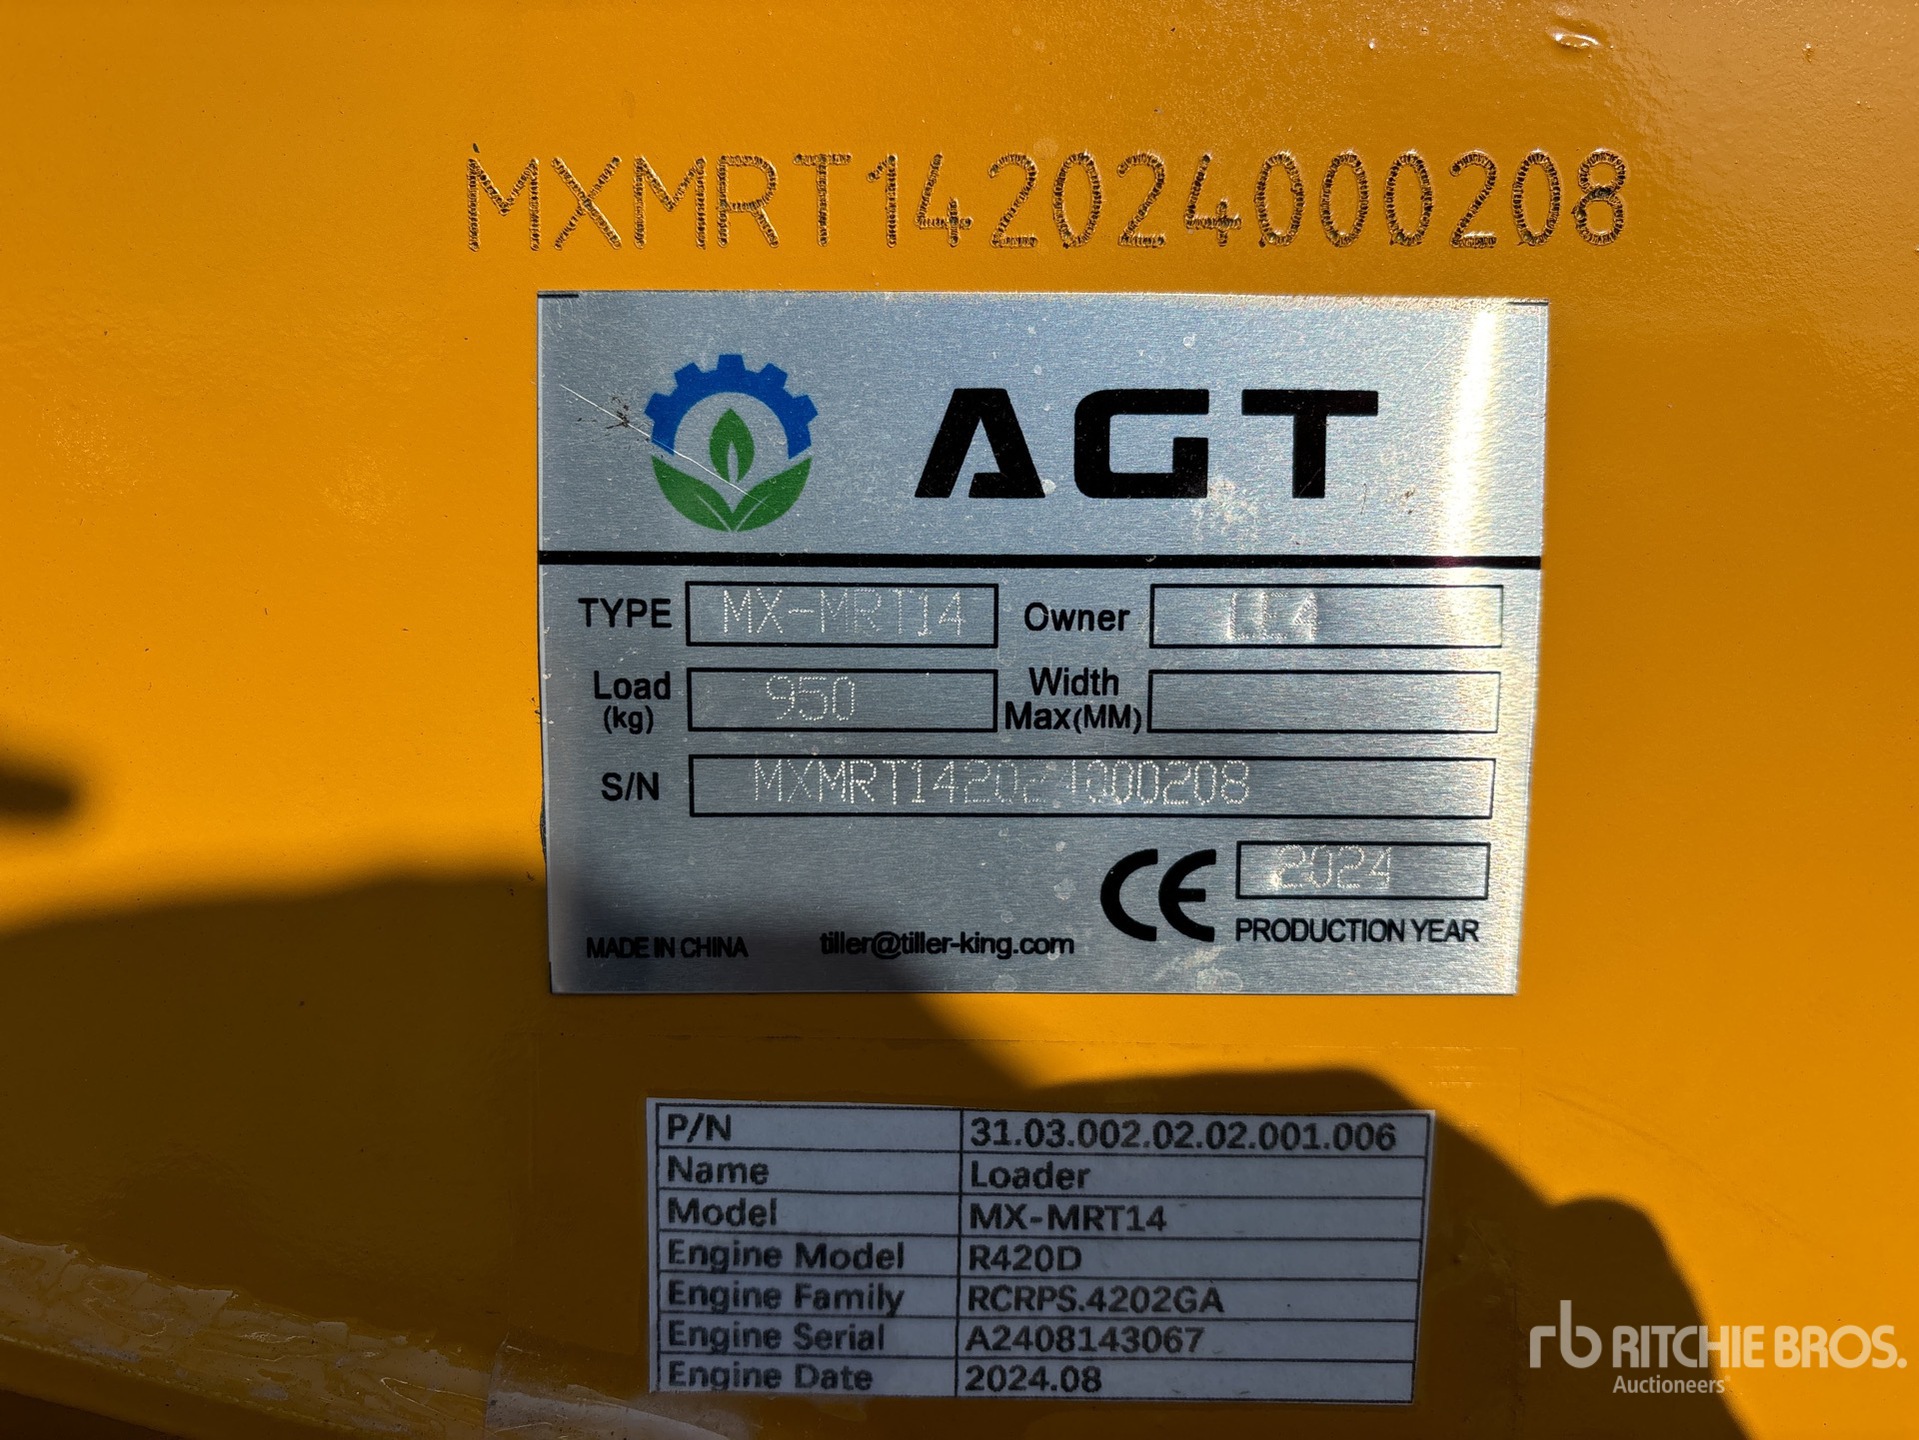 MXMRT142024000208
AGT
TYPE MX-MRT14 Owner
Load (kg) 950 Width Max(MM)
S/N MXMRT142024000208
CE 2024
PRODUCTION YEAR
MADE IN CHINA tiller@tiller-king.com
P/N 31.03.002.02.02.001.006
Name Loader
Model MX-MRT14
Engine Model R420D
Engine Family RCRPS.4202GA
Engine Serial A2408143067
Engine Date 2024.08
rb RITCHIE BROS.
Auctioneers